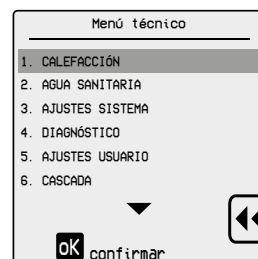 Menú técnico
1. CALEFACCIÓN
2. AGUA SANITARIA
3. AJUSTES SISTEMA
4. DIAGNÓSTICO
5. AJUSTES USUARIO
6. CASCADA
OK confirmar